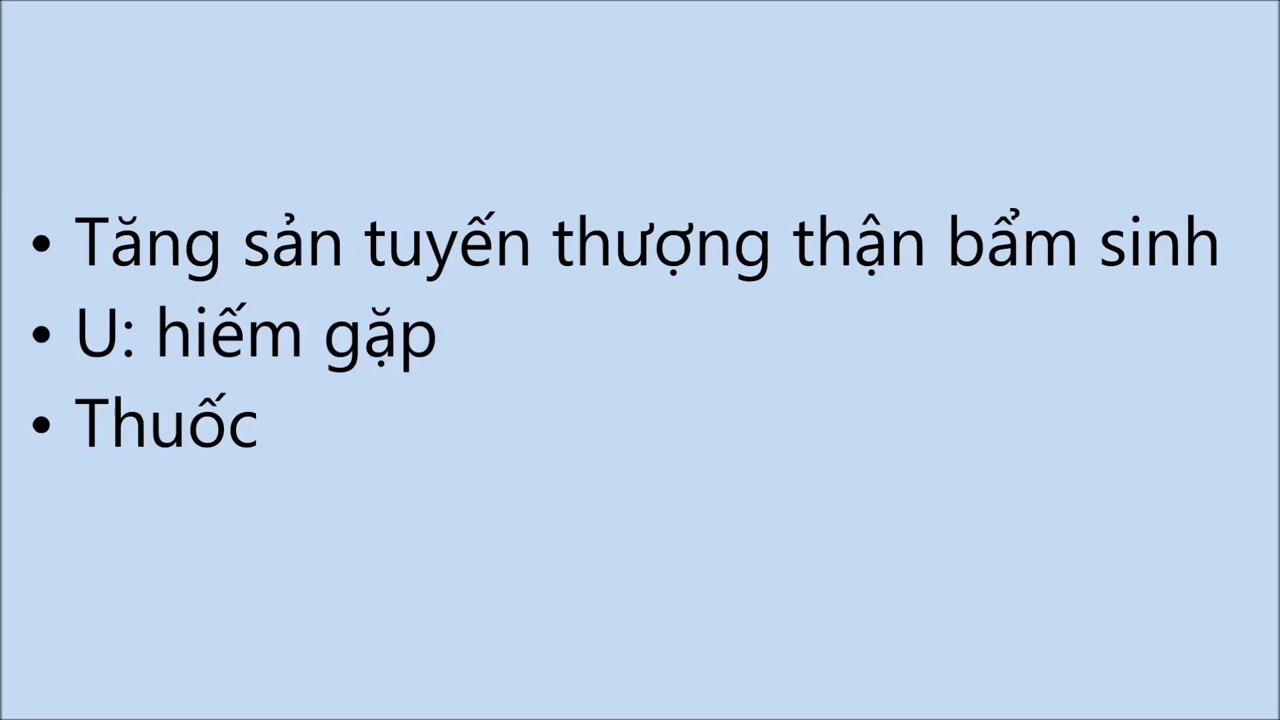 • Tăng sản tuyến thượng thận bẩm sinh
• U: hiếm gặp
• Thuốc